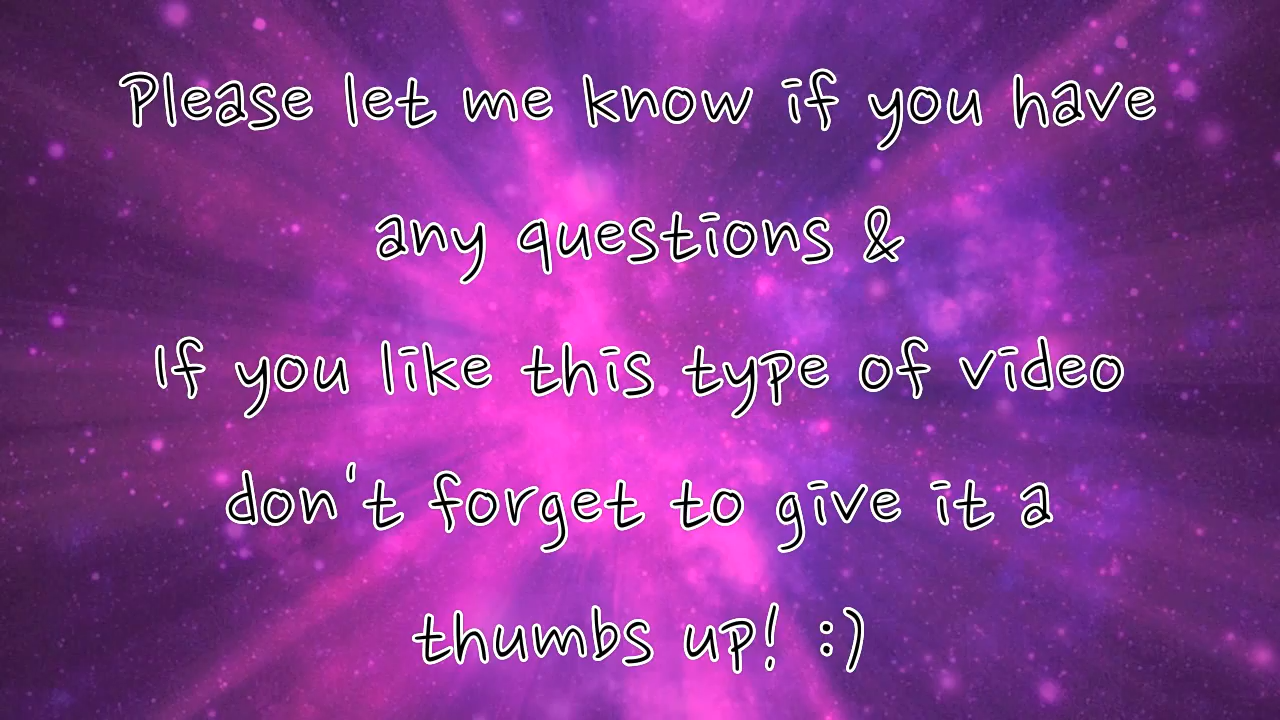 Please let me know if you have
any questions &
If you like this type of video
don't forget to give it a
thumbs up! :)